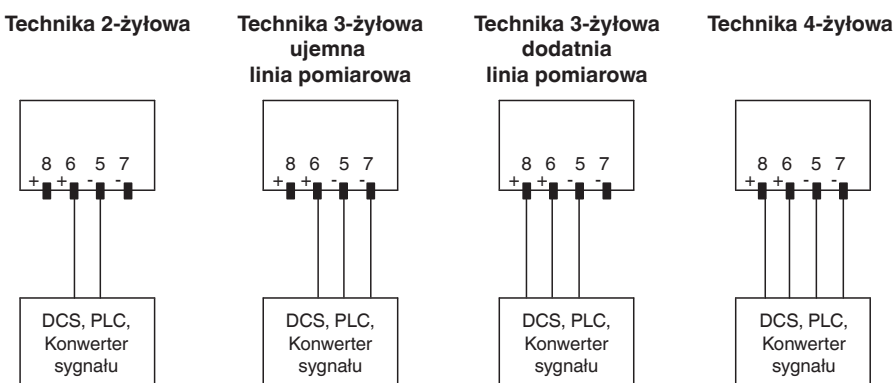 Technika 2-żyłowa
Technika 3-żyłowa
ujemna
linia pomiarowa
Technika 3-żyłowa
dodatnia
linia pomiarowa
Technika 4-żyłowa
8 6 5 7
+ + - -
8 6 5 7
+ + - -
8 6 5 7
+ + - -
8 6 5 7
+ + - -
DCS, PLC,
Konwerter
sygnału
DCS, PLC,
Konwerter
sygnału
DCS, PLC,
Konwerter
sygnału
DCS, PLC,
Konwerter
sygnału